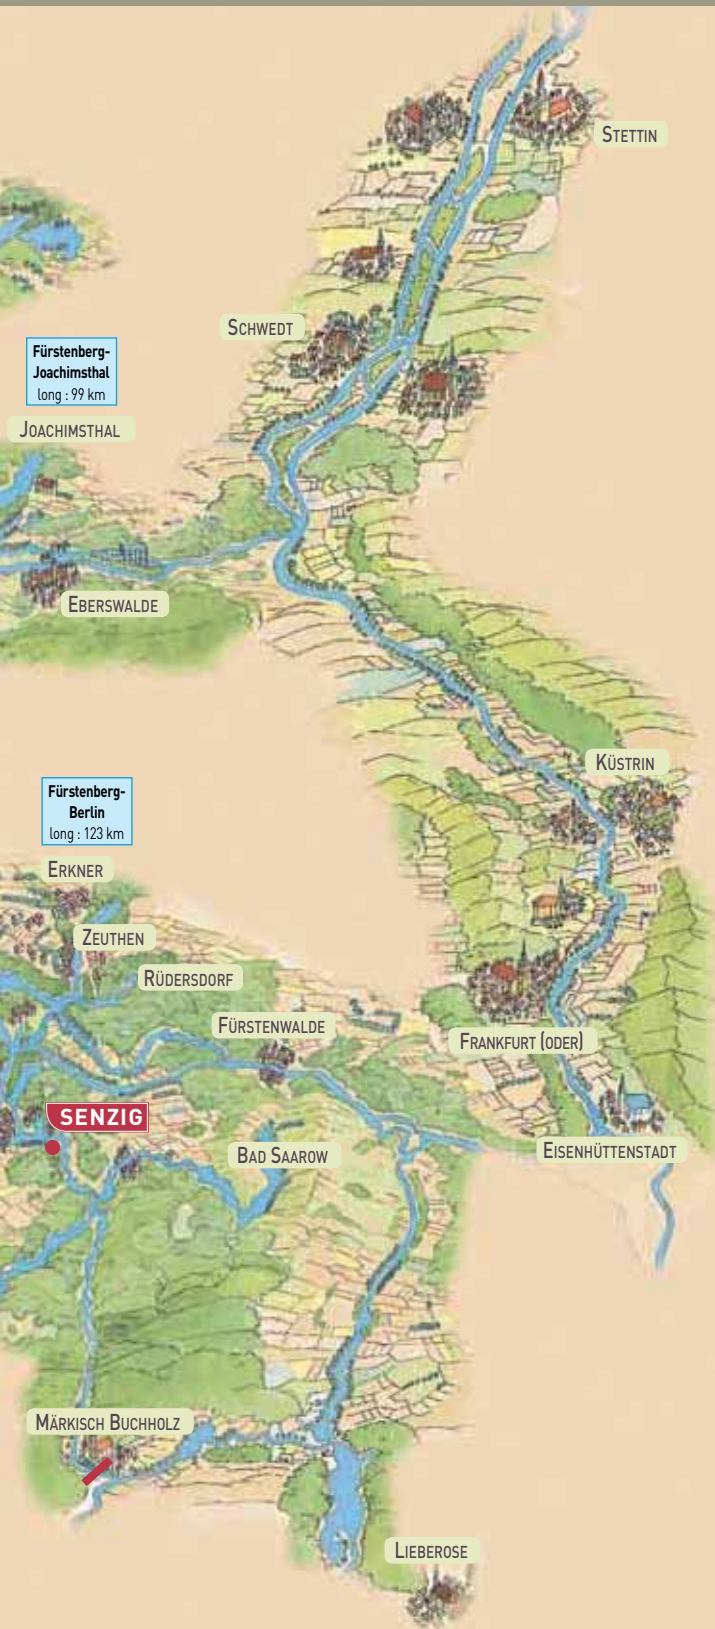 STETTIN
SCHWEDT
Fürstenberg-
Joachimsthal
long : 99 km
JOACHIMSTHAL
EBERSWALDE
KÜSTRIN
Fürstenberg-
Berlin
long : 123 km
ERKNER
ZEUTHEN
RÜDERSDORF
FÜRSTENWALDE
FRANKFURT (ODER)
SENZIG
BAD SAAROW
EISENHÜTTENSTADT
MÄRKISCH BUCHHOLZ
LIEBEROSE